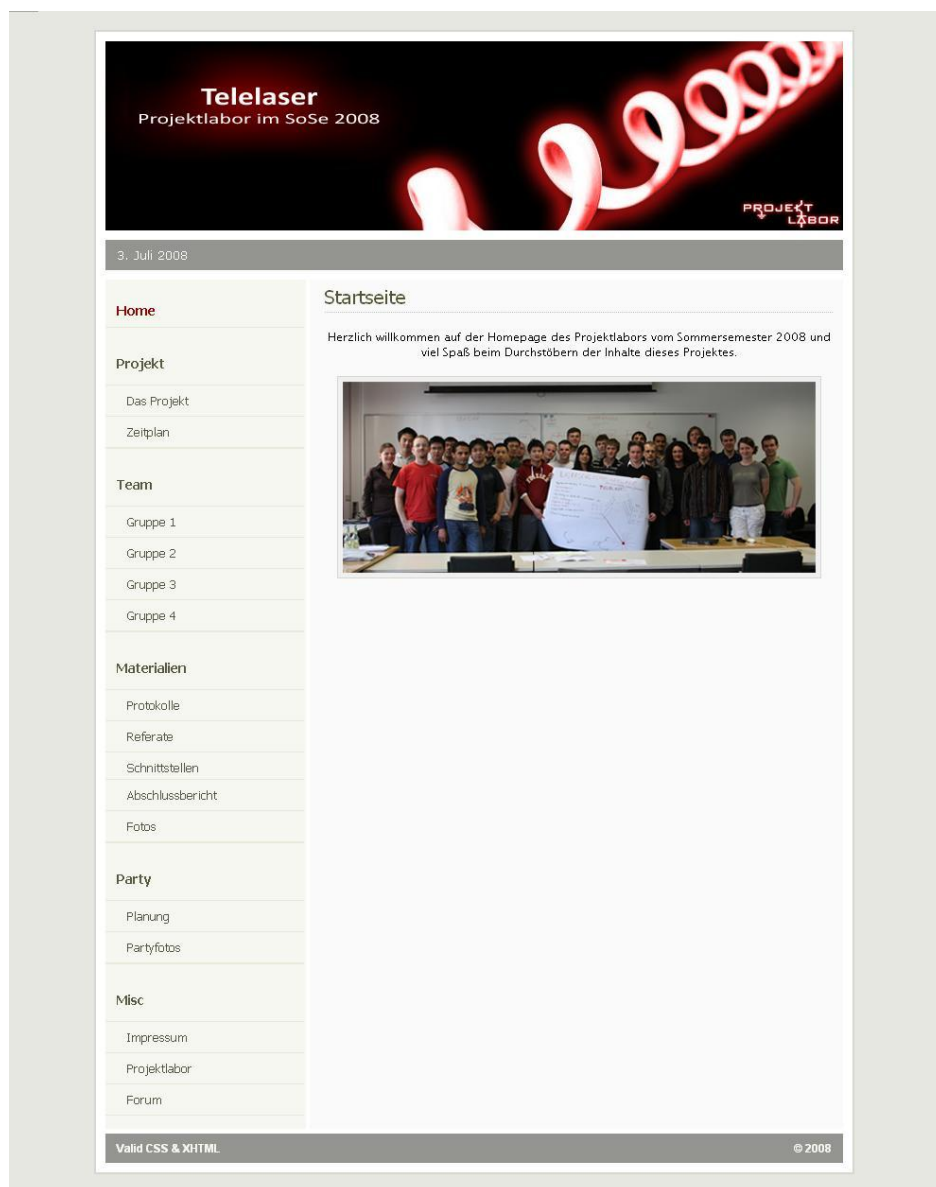 Telelaser
Projektlabor im SoSe 2008
PROJEKT
LABOR
3. Juli 2008
Home
Projekt
Das Projekt
Zeitplan
Team
Gruppe 1
Gruppe 2
Gruppe 3
Gruppe 4
Materialien
Protokolle
Referate
Schnittstellen
Abschlussbericht
Fotos
Party
Planung
Partyfotos
Misc
Impressum
Projektlabor
Forum
Startseite
Herzlich willkommen auf der Homepage des Projektlabors vom Sommersemester 2008 und
viel Spaß beim Durchstöbern der Inhalte dieses Projektes.
Valid CSS & XHTML
© 2008